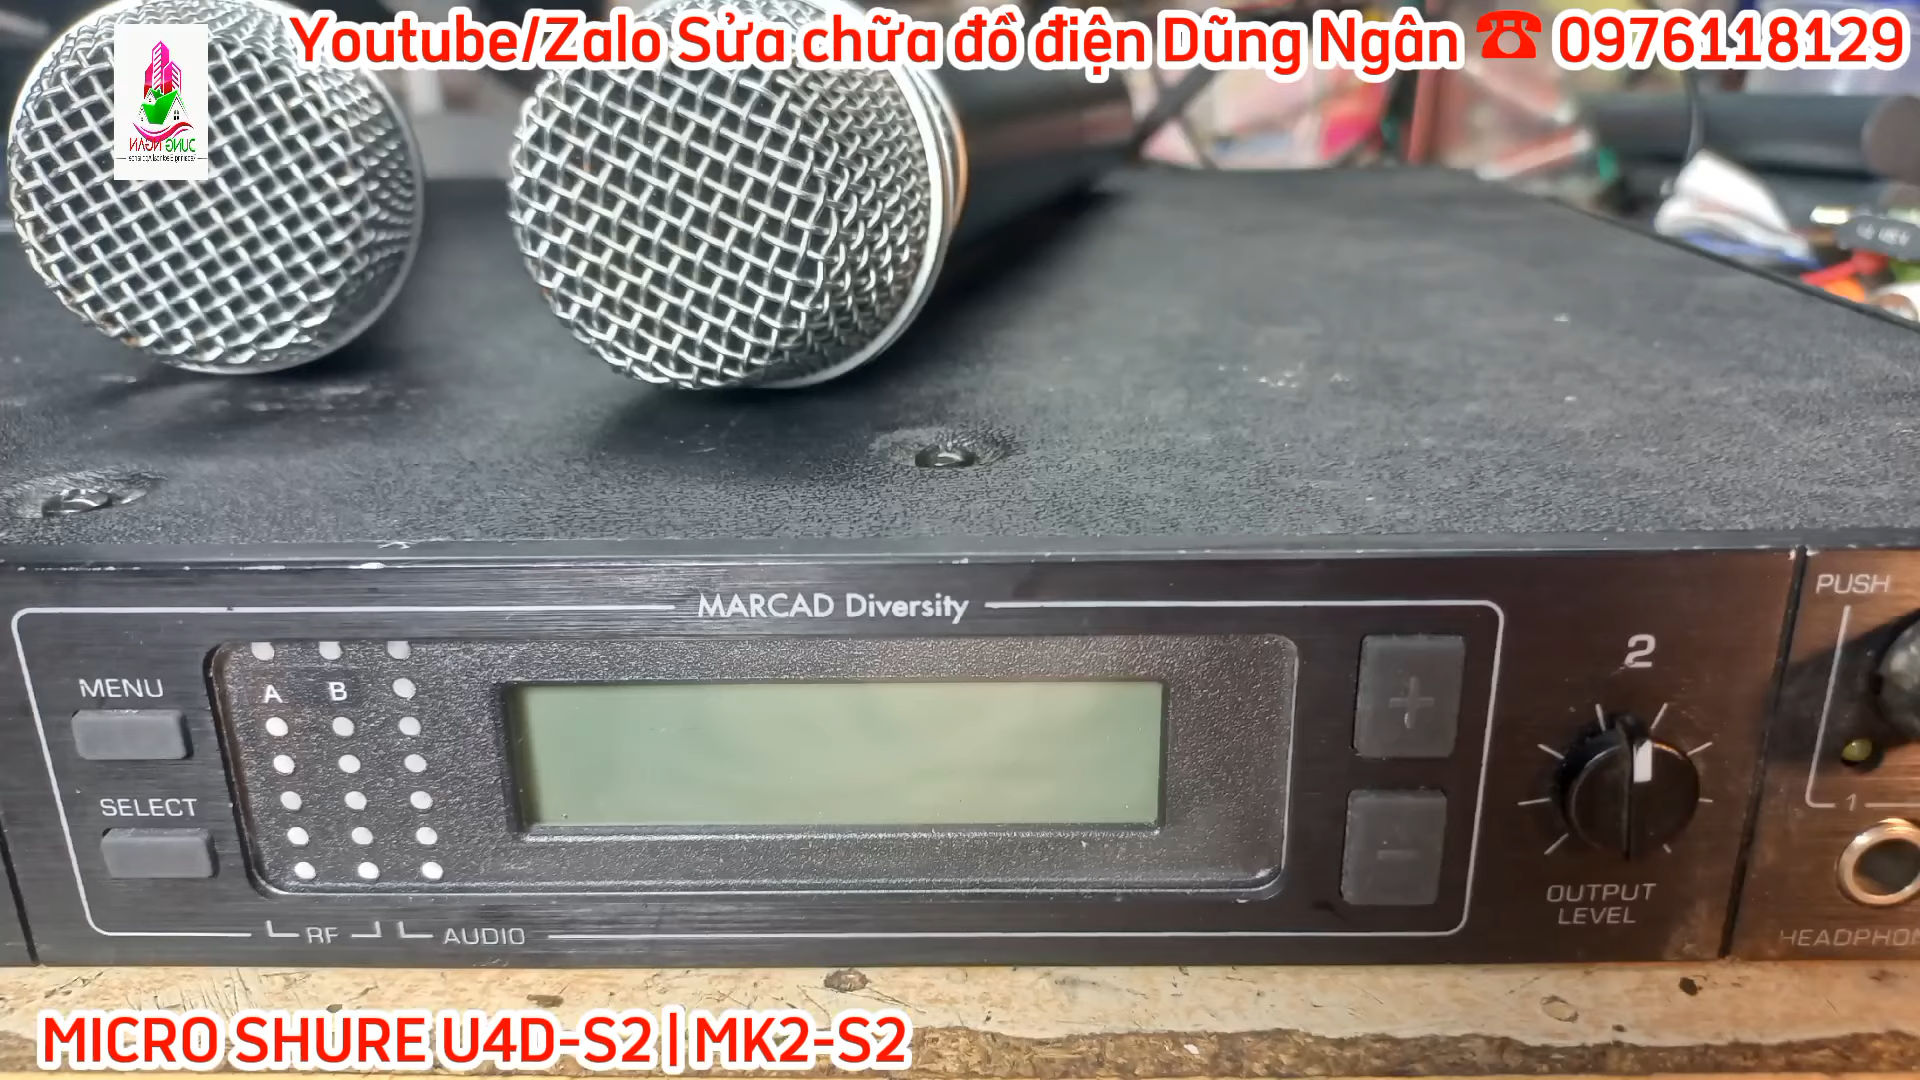 Youtube/Zalo Sửa chữa đồ điện Dũng Ngân ☎ 0976118129
MARCAD Diversity
PUSH
2
MENU
A B
SELECT
1
OUTPUT
LEVEL
RF
AUDIO
HEADPHON
MICRO SHURE U4D-S2 | MK2-S2